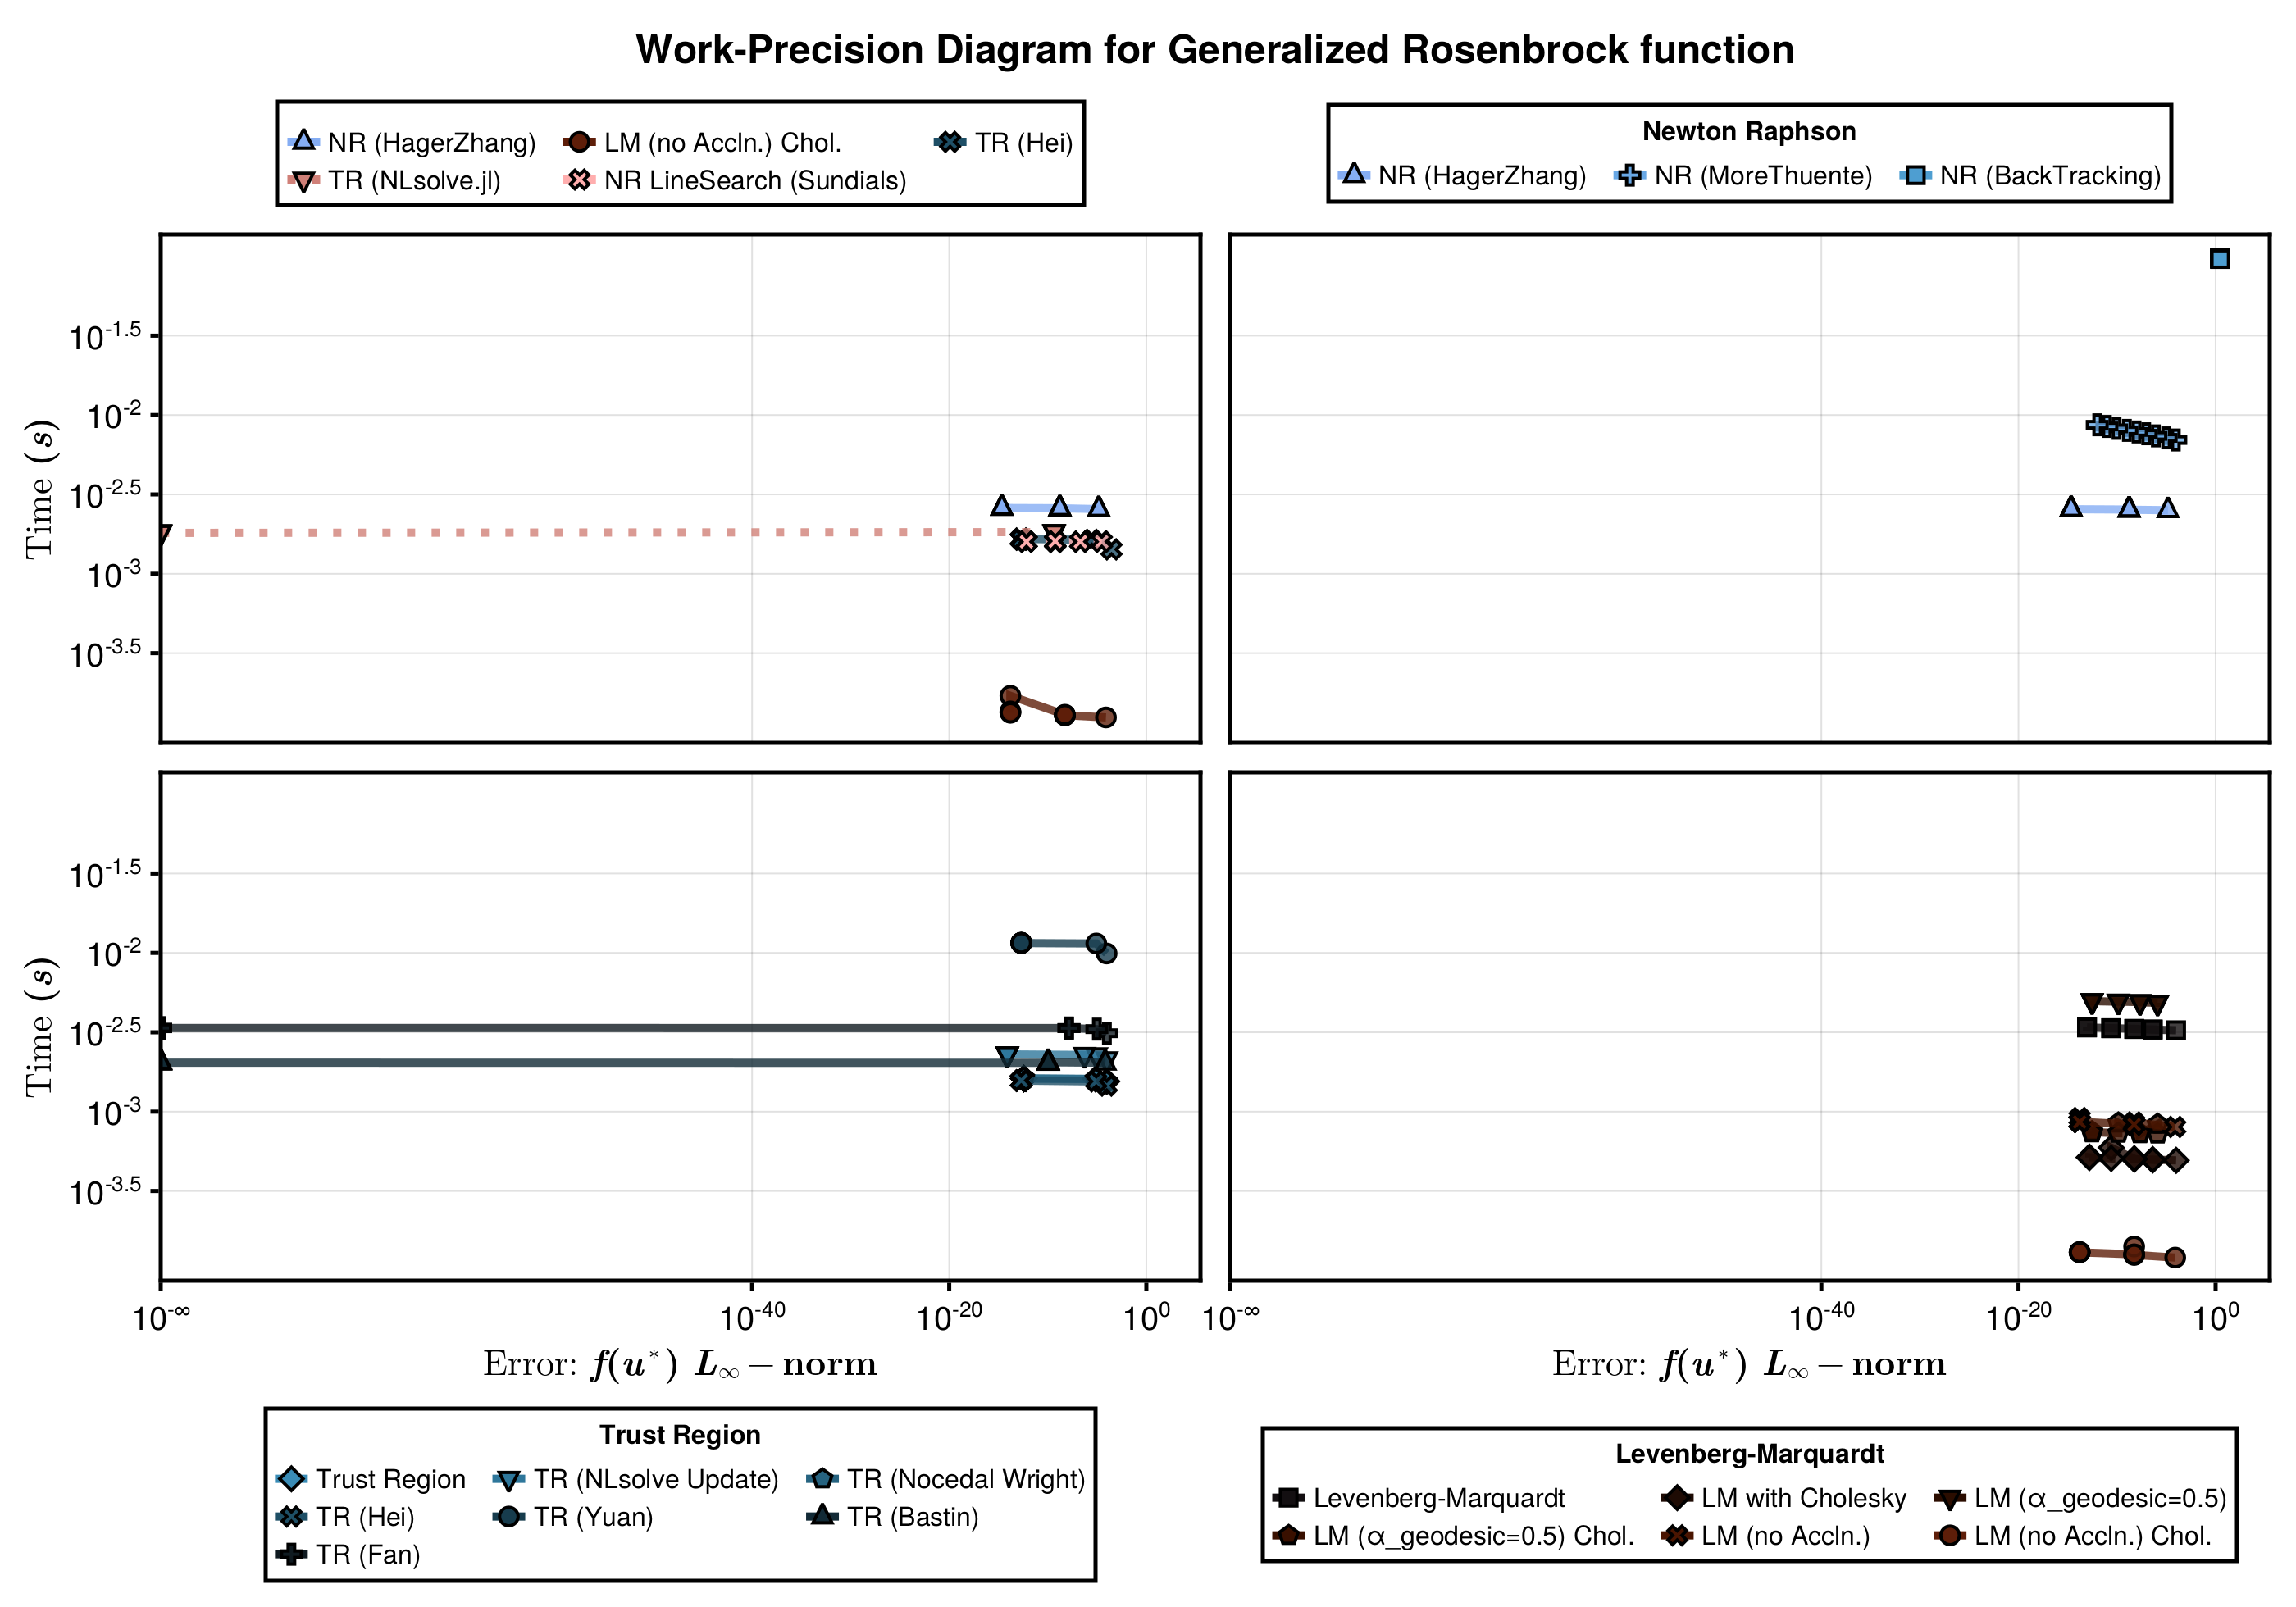 Work-Precision Diagram for Generalized Rosenbrock function
NR (HagerZhang) LM (no Accln.) Chol. TR (Hei)
TR (NLsolve.jl) NR LineSearch (Sundials)
Newton Raphson
NR (HagerZhang) NR (MoreThuente) NR (BackTracking)
Time (s)
10^-1.5
10^-2
10^-2.5
10^-3
10^-3.5
Time (s)
10^-1.5
10^-2
10^-2.5
10^-3
10^-3.5
10^-∞ 10^-40 10^-20 10^0
10^-∞ 10^-40 10^-20 10^0
Error: f(u*) L∞ − norm
Error: f(u*) L∞ − norm
Trust Region
Trust Region TR (NLsolve Update) TR (Nocedal Wright)
TR (Hei) TR (Yuan) TR (Bastin)
TR (Fan)
Levenberg-Marquardt
Levenberg-Marquardt LM with Cholesky LM (α_geodesic=0.5)
LM (α_geodesic=0.5) Chol. LM (no Accln.) LM (no Accln.) Chol.